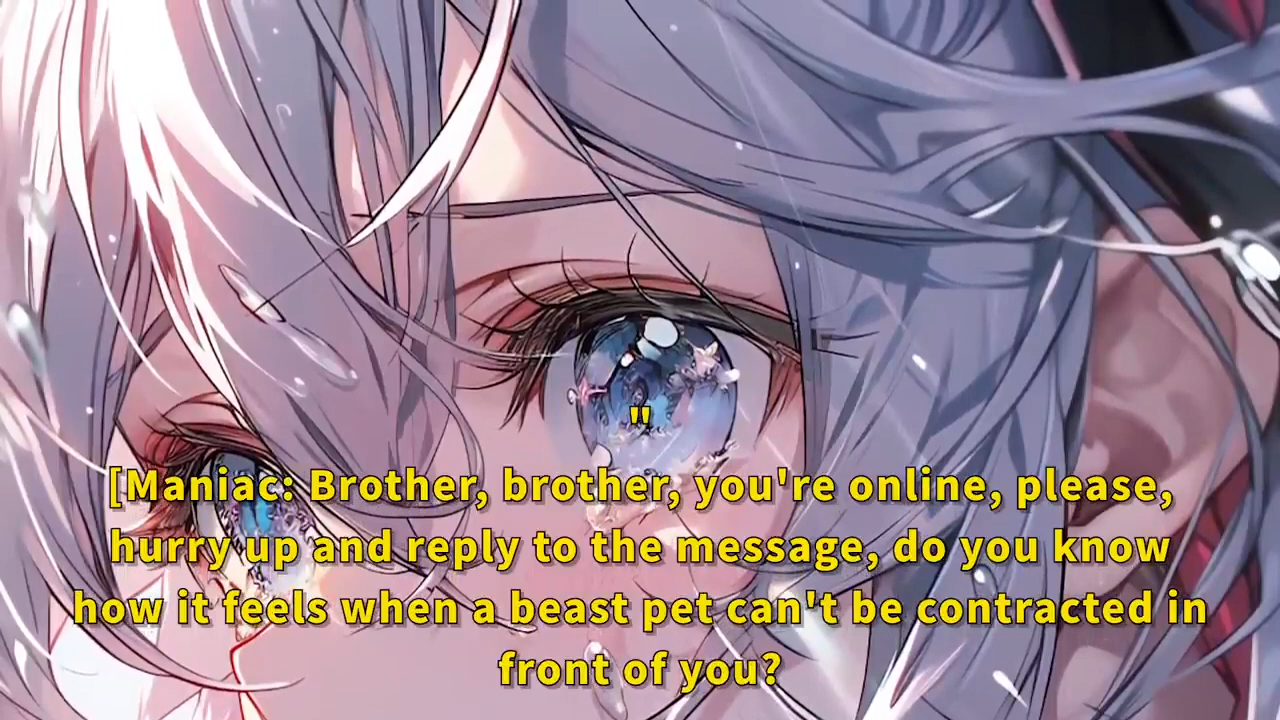 "
[Maniac: Brother, brother, you're online, please,
hurry up and reply to the message, do you know
how it feels when a beast pet can't be contracted in
front of you?